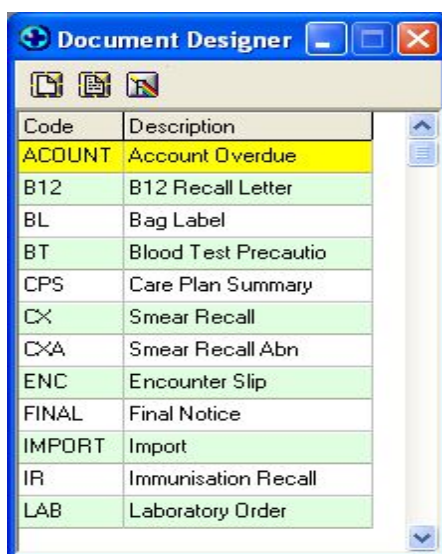 Document Designer
Code Description
ACOUNT Account Overdue
B12 B12 Recall Letter
BL Bag Label
BT Blood Test Precautio
CPS Care Plan Summary
CX Smear Recall
CXA Smear Recall Abn
ENC Encounter Slip
FINAL Final Notice
IMPORT Import
IR Immunisation Recall
LAB Laboratory Order